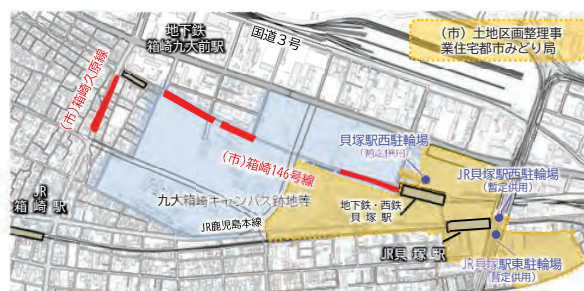 地下鉄
箱崎九大前駅
国道3号
(市)土地区画整理事
業住宅都市みどり局
(市)箱崎久原線
(市)箱崎146号線
貝塚駅西駐輪場
(暫定供用)
JR貝塚駅西駐輪場
(暫定供用)
九大箱崎キャンパス跡地等
地下鉄・西鉄
貝塚駅
JR
箱崎駅
JR鹿児島本線
JR貝塚駅
JR貝塚駅東駐輪場
(暫定供用)